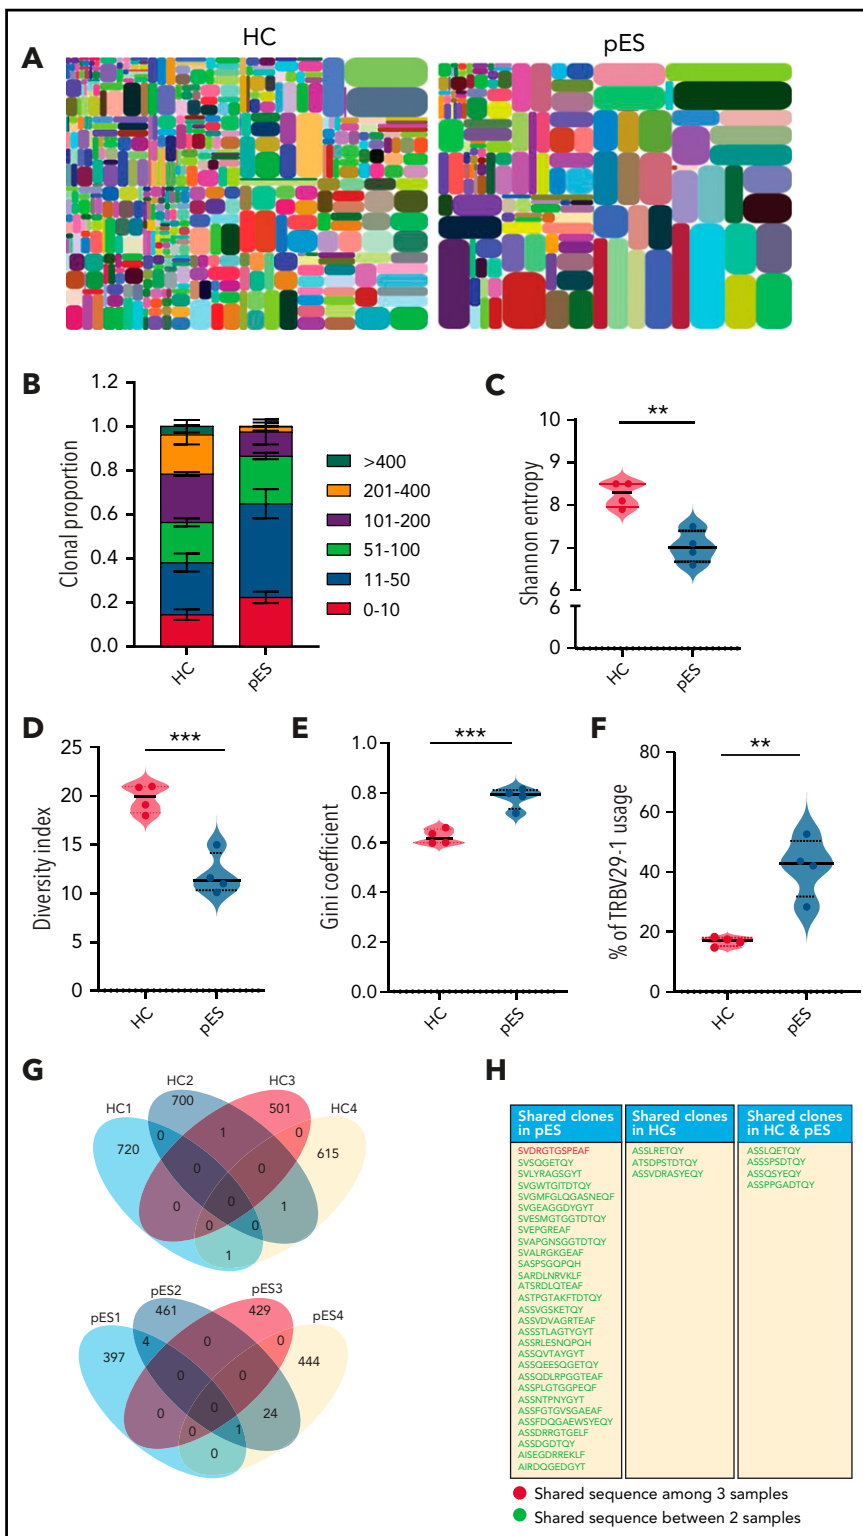 A
HC
pES
B
1.2
1.0
0.8
0.6
0.4
0.2
0.0
Clonal proportion
HC
pES
>400
201-400
101-200
51-100
11-50
0-10
C
10
9
8
7
6
6
0
Shannon entropy
**
HC
pES
D
25
20
15
10
5
0
Diversity index
***
HC
pES
E
1.0
0.8
0.6
0.4
0.2
0.0
Gini coefficient
***
HC
pES
F
80
60
40
20
0
% of TRBV29-1 usage
**
HC
pES
G
HC1
HC2
HC3
HC4
720
700
501
615
0
1
0
0
0
0
0
1
0
0
1
pES1
pES2
pES3
pES4
397
461
429
444
4
0
0
0
0
0
0
24
0
1
0
H
Shared clones
in pES
Shared clones
in HCs
Shared clones
in HC & pES
SVDRGTGSPEAF
SVSQGETQY
SVLYRAGSGYT
SVGWTGITDTQY
SVGMFGLQGASNEQF
SVGEAGGDYGYT
SVESMGTGGTDTQY
SVEPGREAF
SVAPGNSGGTDTQY
SVALRGKGEAF
SASPSGQPQH
SARDLNRVKLF
ATSRDLQTEAF
ASTPGTAKFTDTQY
ASSVGSKETQY
ASSVDVAGRTEAF
ASSSTLAGTYGYT
ASSRLESNQPQH
ASSQVTAYGYT
ASSQEESQGETQY
ASSQDLRPGGTEAF
ASSPLGTGGPEQF
ASSNTPNYGYT
ASSFGTGVSGAEAF
ASSFDQGAEWSYEQY
ASSDRRGTGELF
ASSDGDTQY
AISEGDRREKLF
AIRDQGEDGYT
ASSLRETQY
ATSDPSTDTQY
ASSVDRASYEQY
ASSLQETQY
ASSSPSDTQY
ASSQSYEQY
ASSPPGADTQY
Shared sequence among 3 samples
Shared sequence between 2 samples